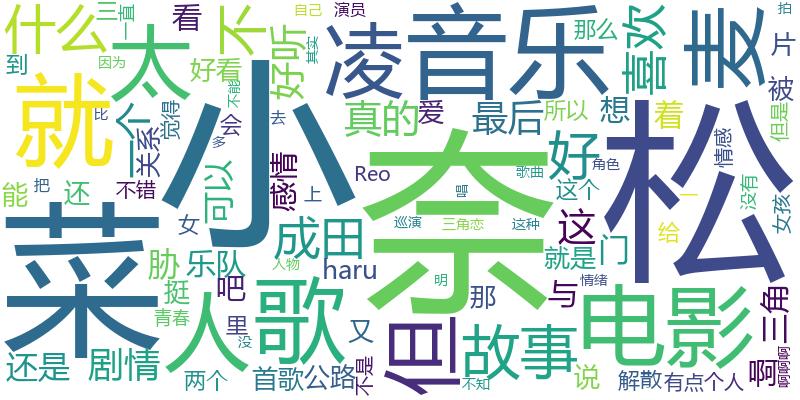 什么 三 一直 看 不 好听 自己 其实 演员 凌 音乐 那么 喜欢 麦 拍 片
到 因为 太 好看 小 但是 被
就 比 一个 关系 觉得 不能 会 去 真的 爱 最后 所以 想 着
能 把 还 不错 可以 多 感情 Reo 奈 歌曲 好 角色 松 情感 没有 女孩
菜 女 上 巡演 唱 三角恋 这种 这个 这 门 给 一
胁 乐队 成田 人物 haru 明 那 就是 情绪 与
挺 吧 青春 里 人 歌 但 故事 电影 三角 啊
还是 剧情 没 又 不知 说
两个 首歌 公路 不是 解散 有点 个人 啊啊啊